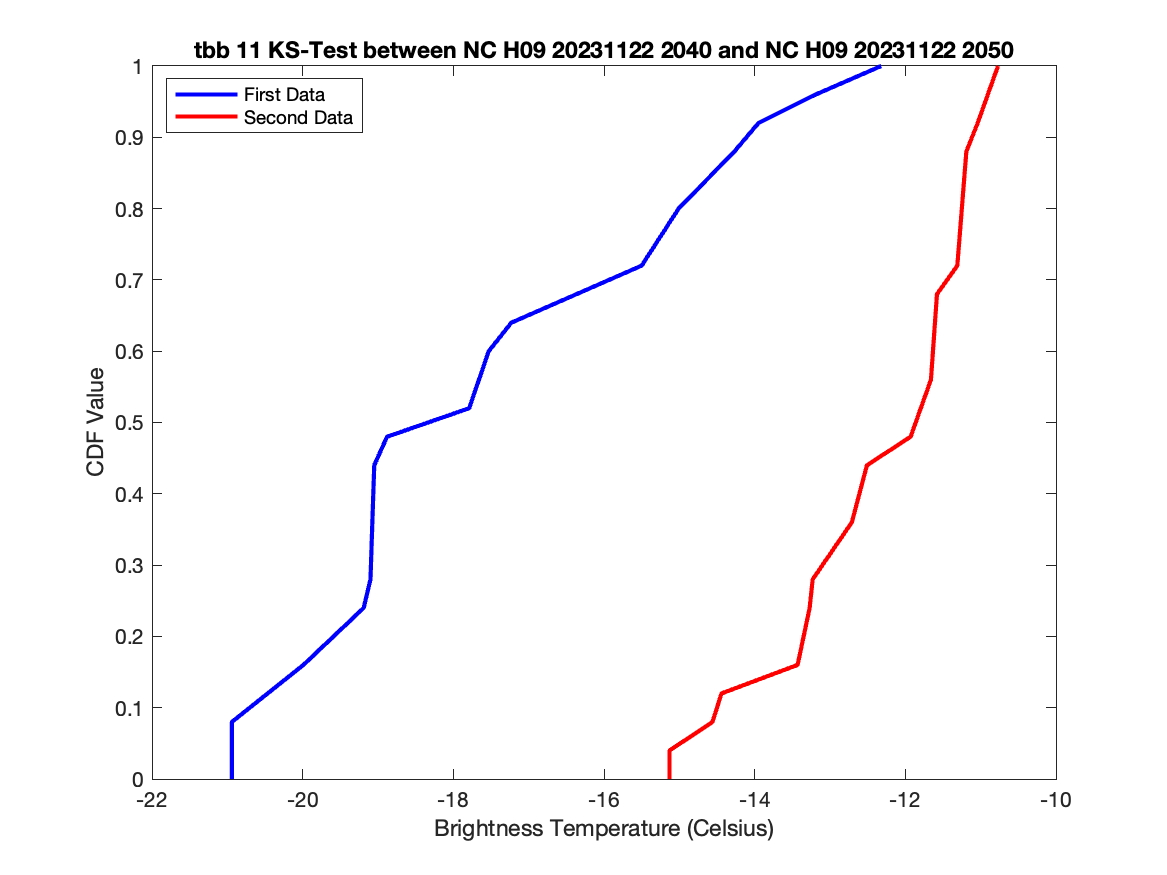 tbb 11 KS-Test between NC H09 20231122 2040 and NC H09 20231122 2050
First Data
Second Data
1
0.9
0.8
0.7
0.6
0.5
0.4
0.3
0.2
0.1
0
CDF Value
-22 -20 -18 -16 -14 -12 -10
Brightness Temperature (Celsius)